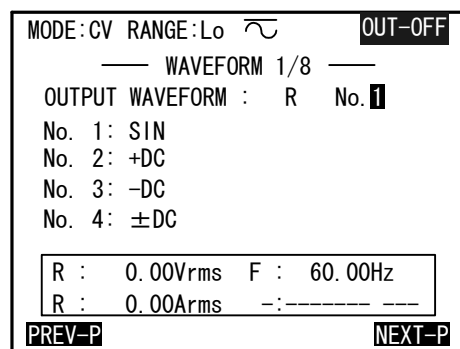 MODE:CV RANGE:Lo OUT-OFF
WAVEFORM 1/8
OUTPUT WAVEFORM : R No.1
No. 1: SIN
No. 2: +DC
No. 3: −DC
No. 4: ±DC
R : 0.00Vrms F : 60.00Hz
R : 0.00Arms -:------- ---
PREV-P NEXT-P